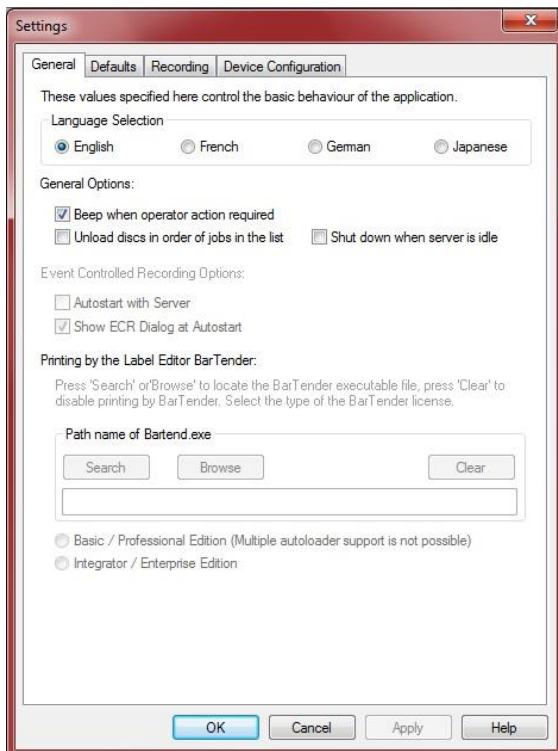 Settings
General Defaults Recording Device Configuration
These values specified here control the basic behaviour of the application.
Language Selection
English French German Japanese
General Options:
Beep when operator action required
Unload discs in order of jobs in the list Shut down when server is idle
Event Controlled Recording Options:
Autostart with Server
Show ECR Dialog at Autostart
Printing by the Label Editor BarTender:
Press 'Search' or'Browse' to locate the BarTender executable file, press 'Clear' to
disable printing by BarTender. Select the type of the BarTender license.
Path name of Bartend.exe
Search Browse Clear
Basic / Professional Edition (Multiple autoloader support is not possible)
Integrator / Enterprise Edition
OK Cancel Apply Help